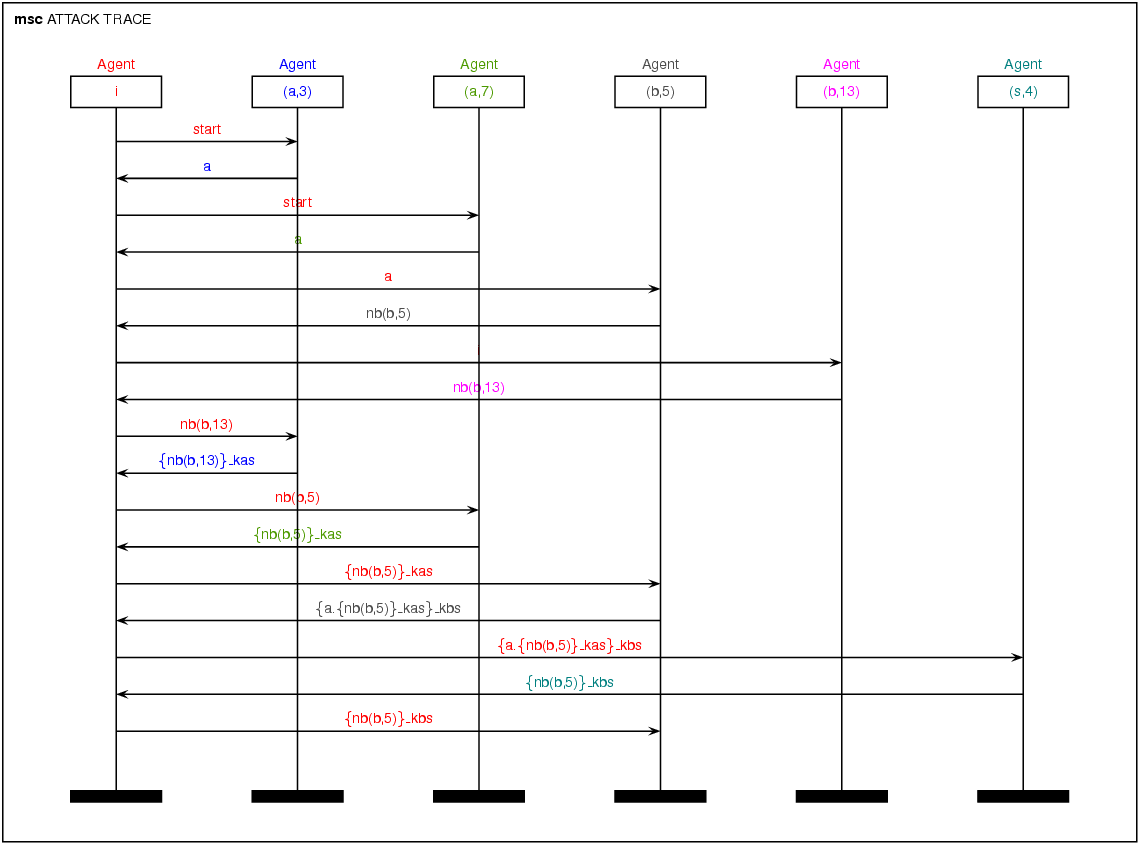 msc ATTACK TRACE
Agent Agent Agent Agent Agent Agent
i (a,3) (a,7) (b,5) (b,13) (s,4)
start
a
start
a
a
nb(b,5)
i
nb(b,13)
nb(b,13)
{nb(b,13)}_kas
nb(b,5)
{nb(b,5)}_kas
{nb(b,5)}_kas
{a.{nb(b,5)}_kas}_kbs
{a.{nb(b,5)}_kas}_kbs
{nb(b,5)}_kbs
{nb(b,5)}_kbs